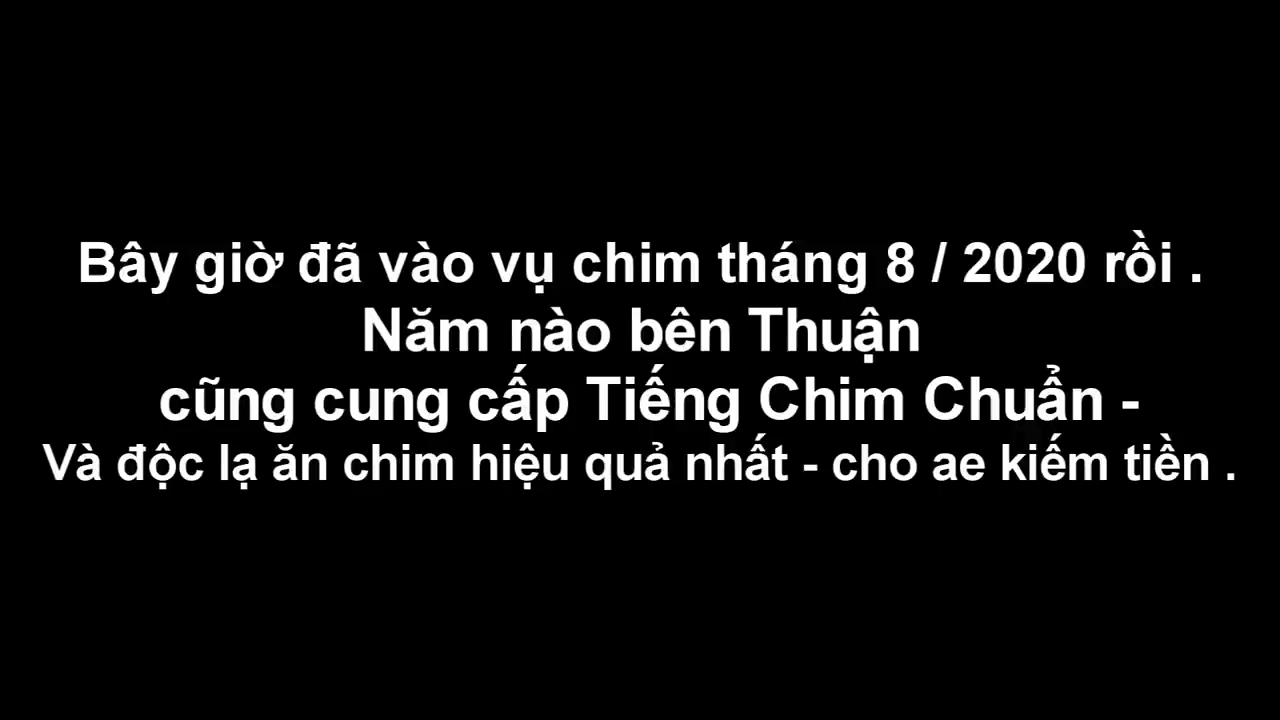 Bây giờ đã vào vụ chim tháng 8 / 2020 rồi .
Năm nào bên Thuận
cũng cung cấp Tiếng Chim Chuẩn -
Và độc lạ ăn chim hiệu quả nhất - cho ae kiếm tiền .